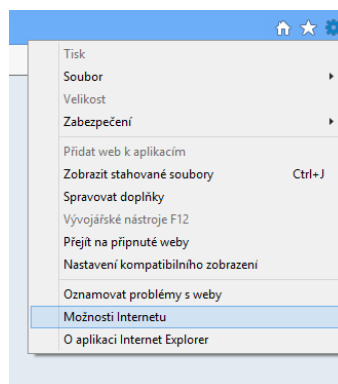 Tisk
Soubor
Velikost
Zabezpečení
Přidat web k aplikacím
Zobrazit stahované soubory Ctrl+J
Spravovat doplňky
Vývojářské nástroje F12
Přejít na připnuté weby
Nastavení kompatibilního zobrazení
Oznamovat problémy s weby
Možnosti Internetu
O aplikaci Internet Explorer